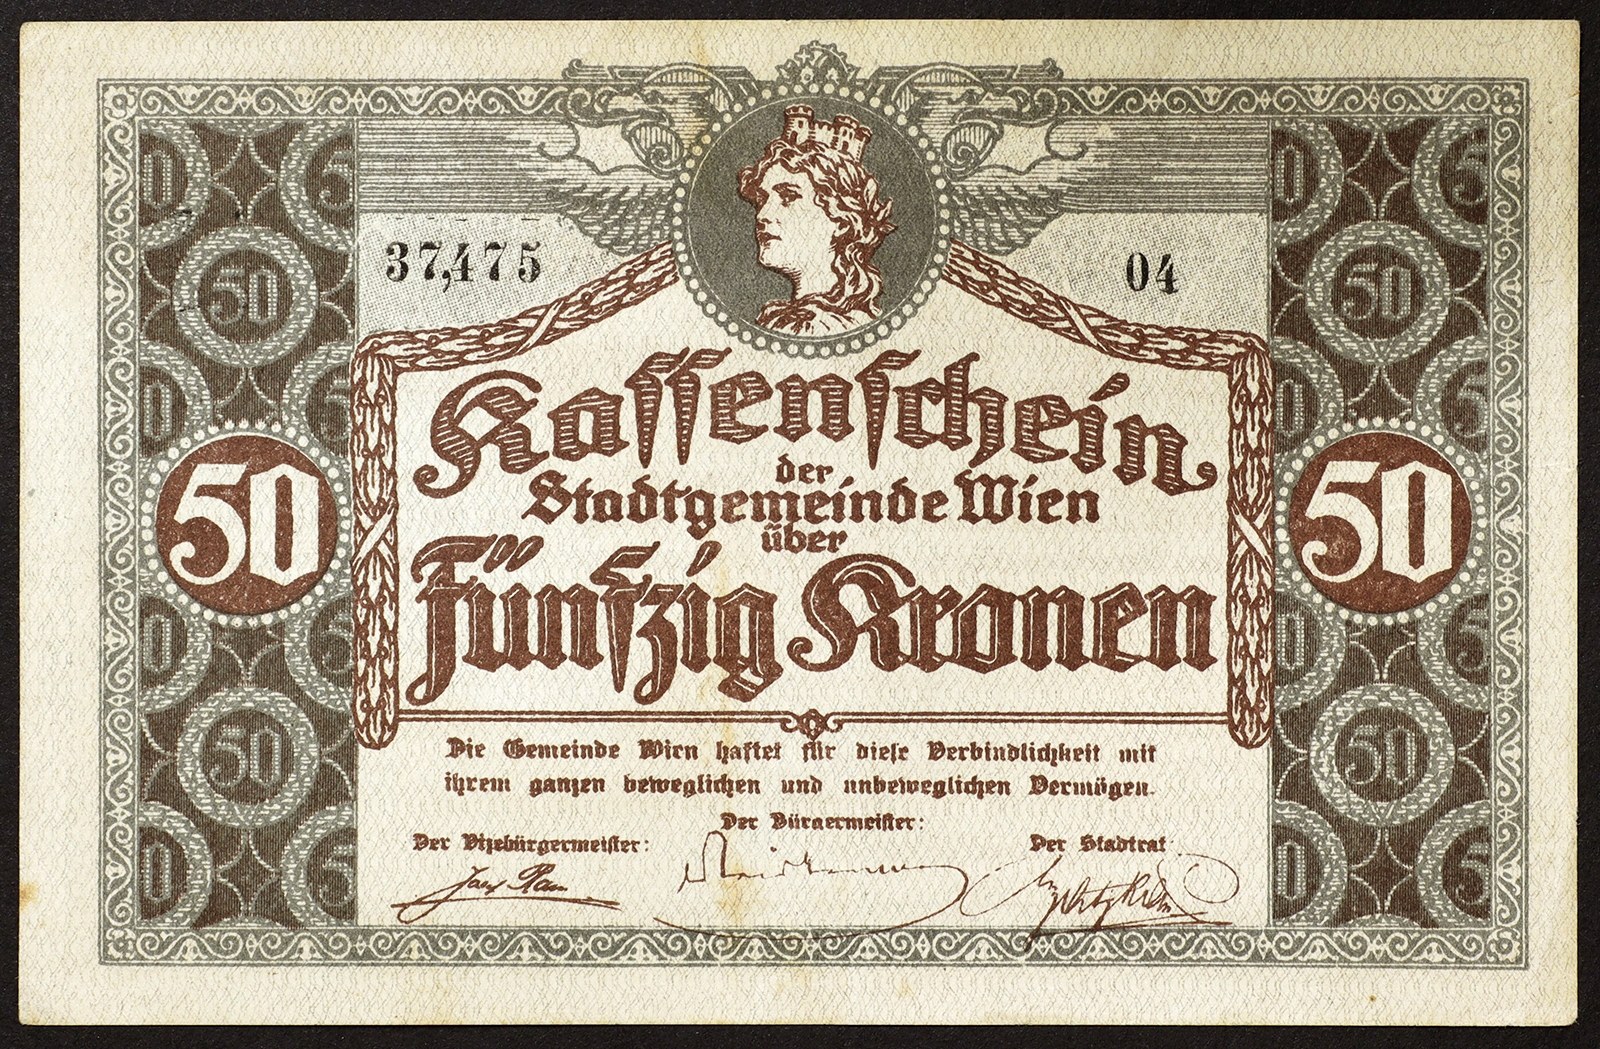 37,475
04
Kassenschein
der
Stadtgemeinde Wien
über
Fünfzig Kronen
50
50
Die Gemeinde Wien haftet für diese Verbindlichkeit mit
ihrem ganzen beweglichen und unbeweglichen Vermögen.
Der Bürgermeister:
Der Vizebürgermeister:
Der Stadtrat: